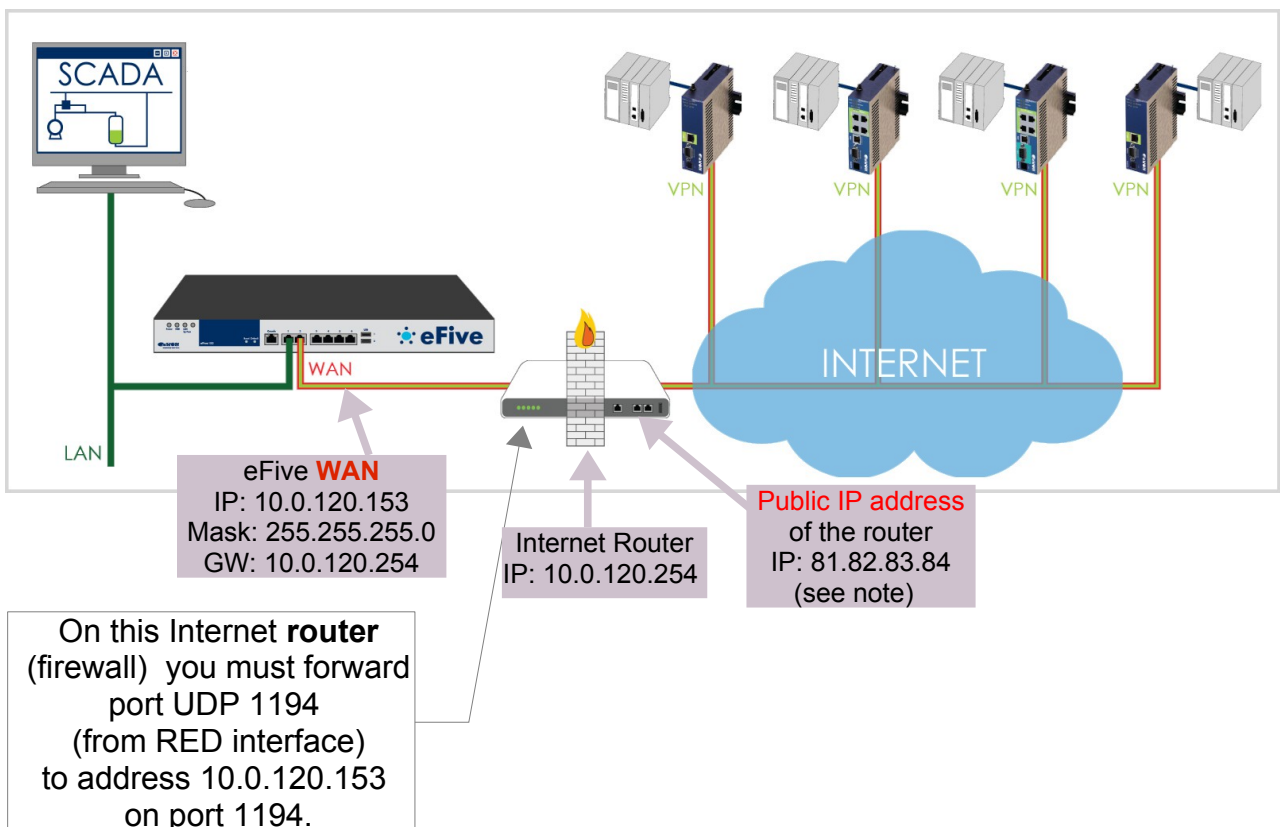 SCADA
VPN
VPN
VPN
VPN
eFive
WAN
INTERNET
LAN
eFive WAN
IP: 10.0.120.153
Mask: 255.255.255.0
GW: 10.0.120.254
Internet Router
IP: 10.0.120.254
Public IP address
of the router
IP: 81.82.83.84
(see note)
On this Internet router
(firewall)  you must forward
port UDP 1194
(from RED interface)
to address 10.0.120.153
on port 1194.